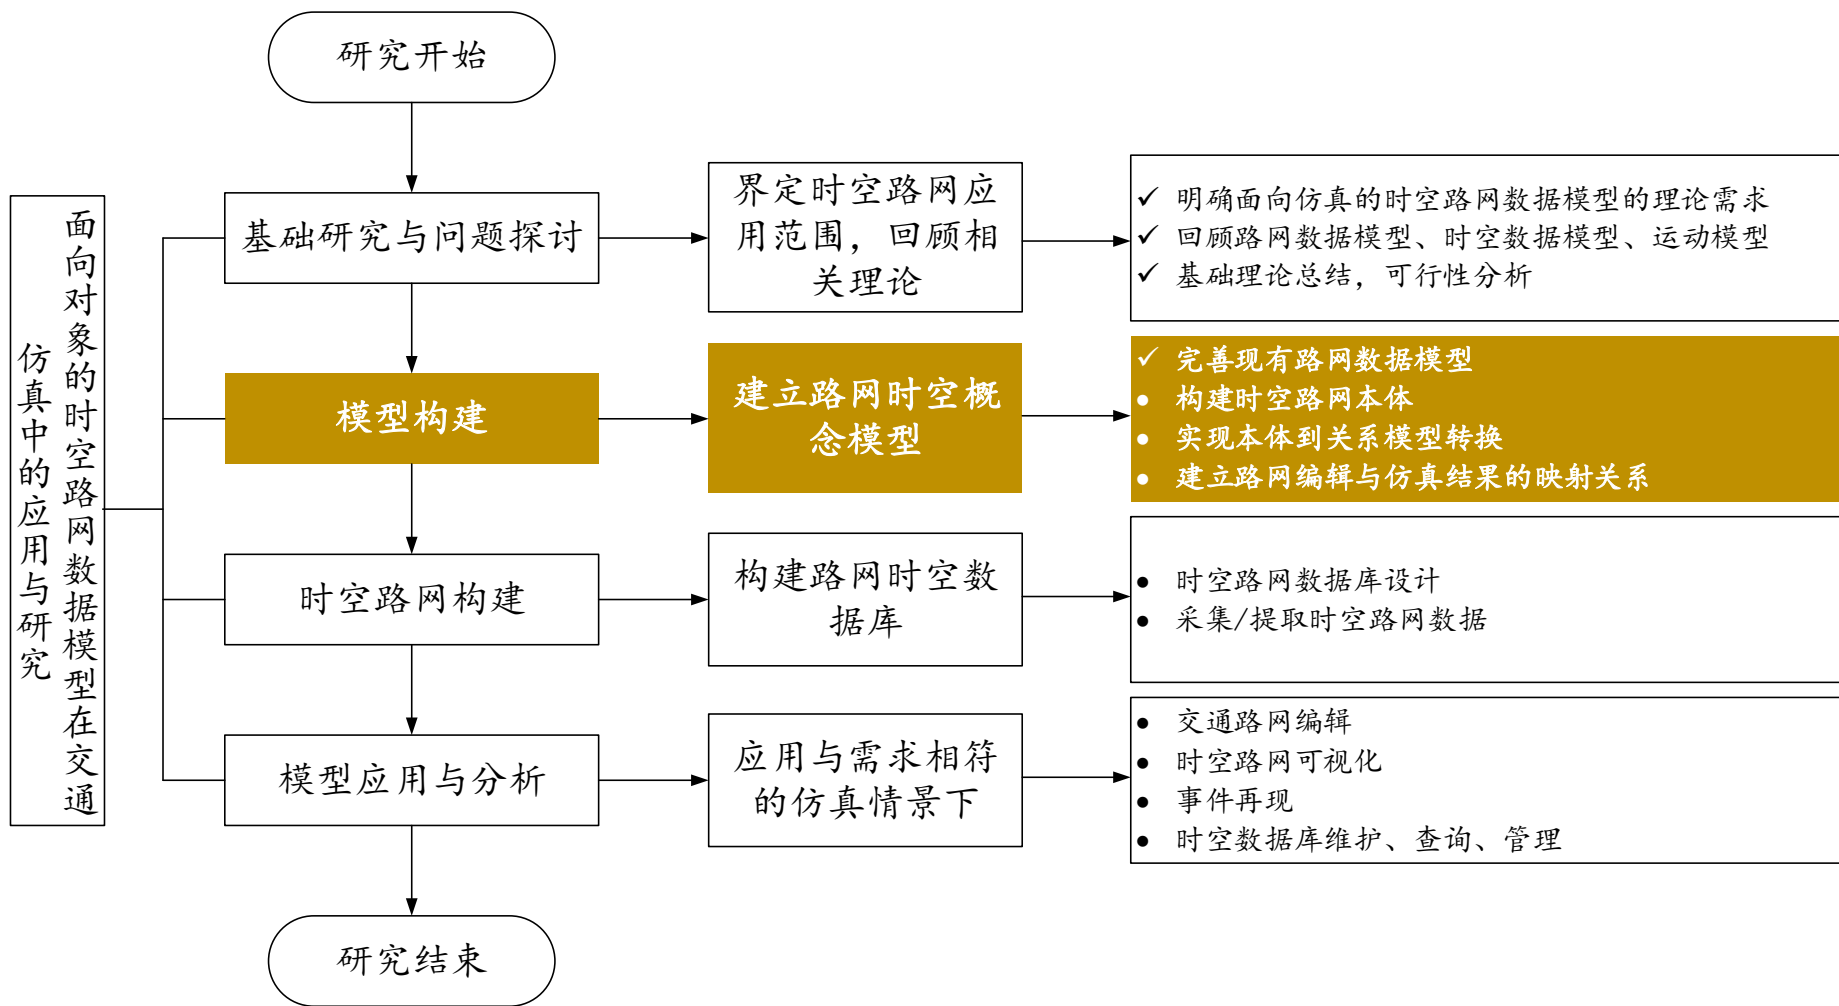 研究开始
面向对象的时空路网数据模型在交通
仿真中的应用与研究
基础研究与问题探讨
界定时空路网应
用范围，回顾相
关理论
✓ 明确面向仿真的时空路网数据模型的理论需求
✓ 回顾路网数据模型、时空数据模型、运动模型
✓ 基础理论总结，可行性分析
模型构建
建立路网时空概
念模型
✓ 完善现有路网数据模型
• 构建时空路网本体
• 实现本体到关系模型转换
• 建立路网编辑与仿真结果的映射关系
时空路网构建
构建路网时空数
据库
• 时空路网数据库设计
• 采集/提取时空路网数据
模型应用与分析
应用与需求相符
的仿真情景下
• 交通路网编辑
• 时空路网可视化
• 事件再现
• 时空数据库维护、查询、管理
研究结束